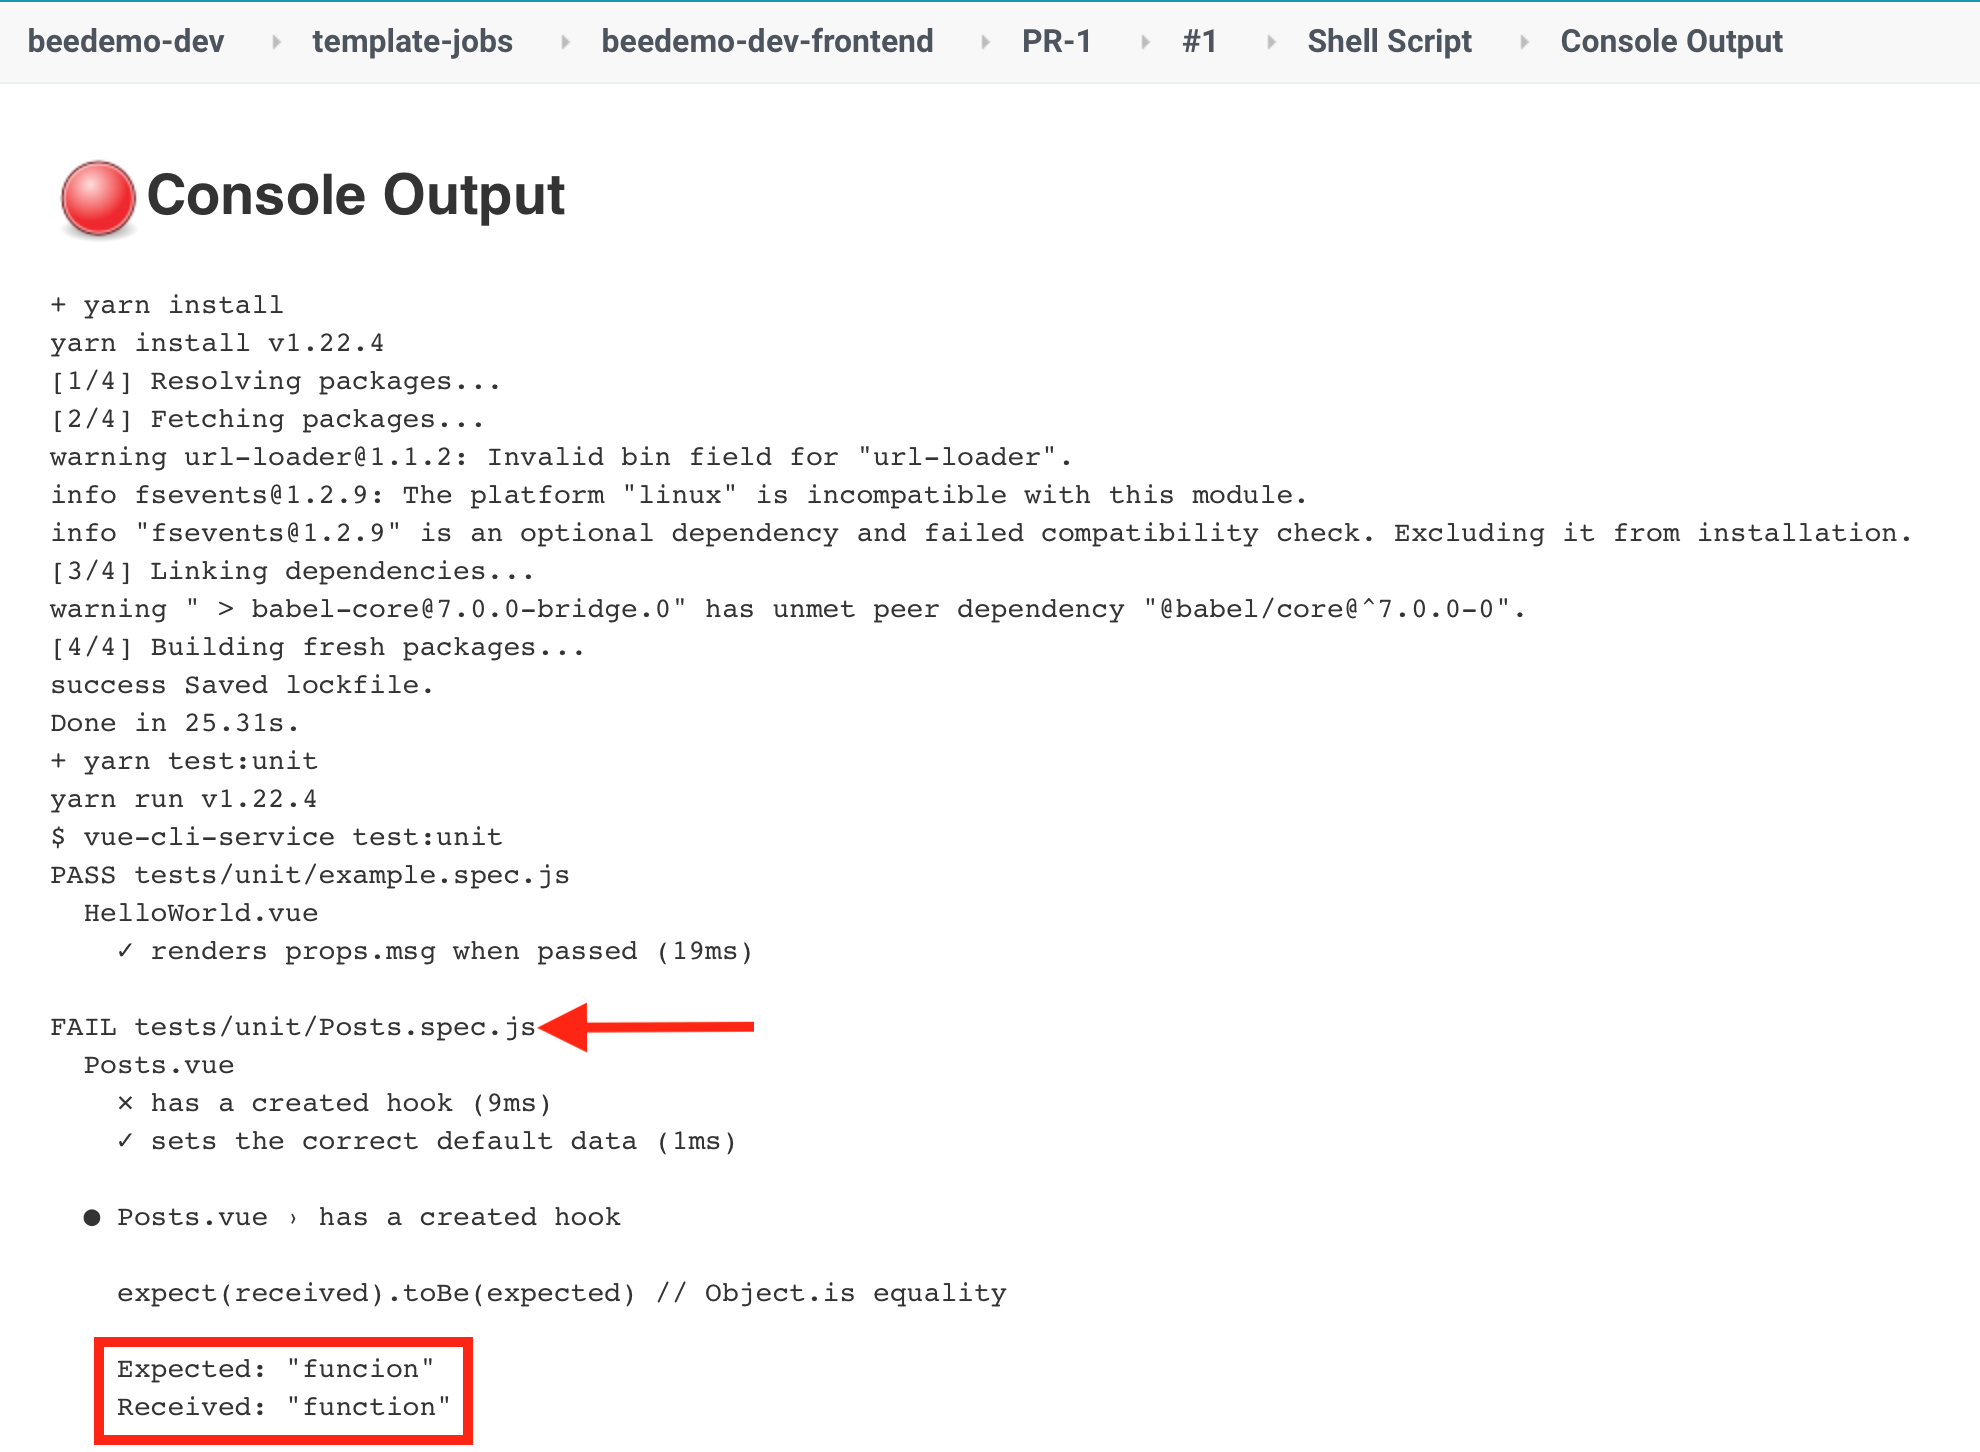 beedemo-dev template-jobs beedemo-dev-frontend PR-1 #1 Shell Script Console Output
Console Output
+ yarn install
yarn install v1.22.4
[1/4] Resolving packages...
[2/4] Fetching packages...
warning url-loader@1.1.2: Invalid bin field for "url-loader".
info fsevents@1.2.9: The platform "linux" is incompatible with this module.
info "fsevents@1.2.9" is an optional dependency and failed compatibility check. Excluding it from installation.
[3/4] Linking dependencies...
warning " > babel-core@7.0.0-bridge.0" has unmet peer dependency "@babel/core@^7.0.0-0".
[4/4] Building fresh packages...
success Saved lockfile.
Done in 25.31s.
+ yarn test:unit
yarn run v1.22.4
$ vue-cli-service test:unit
PASS tests/unit/example.spec.js
  HelloWorld.vue
    ✓ renders props.msg when passed (19ms)
FAIL tests/unit/Posts.spec.js
  Posts.vue
    ✕ has a created hook (9ms)
    ✓ sets the correct default data (1ms)
  ● Posts.vue › has a created hook
    expect(received).toBe(expected) // Object.is equality
    Expected: "funcion"
    Received: "function"